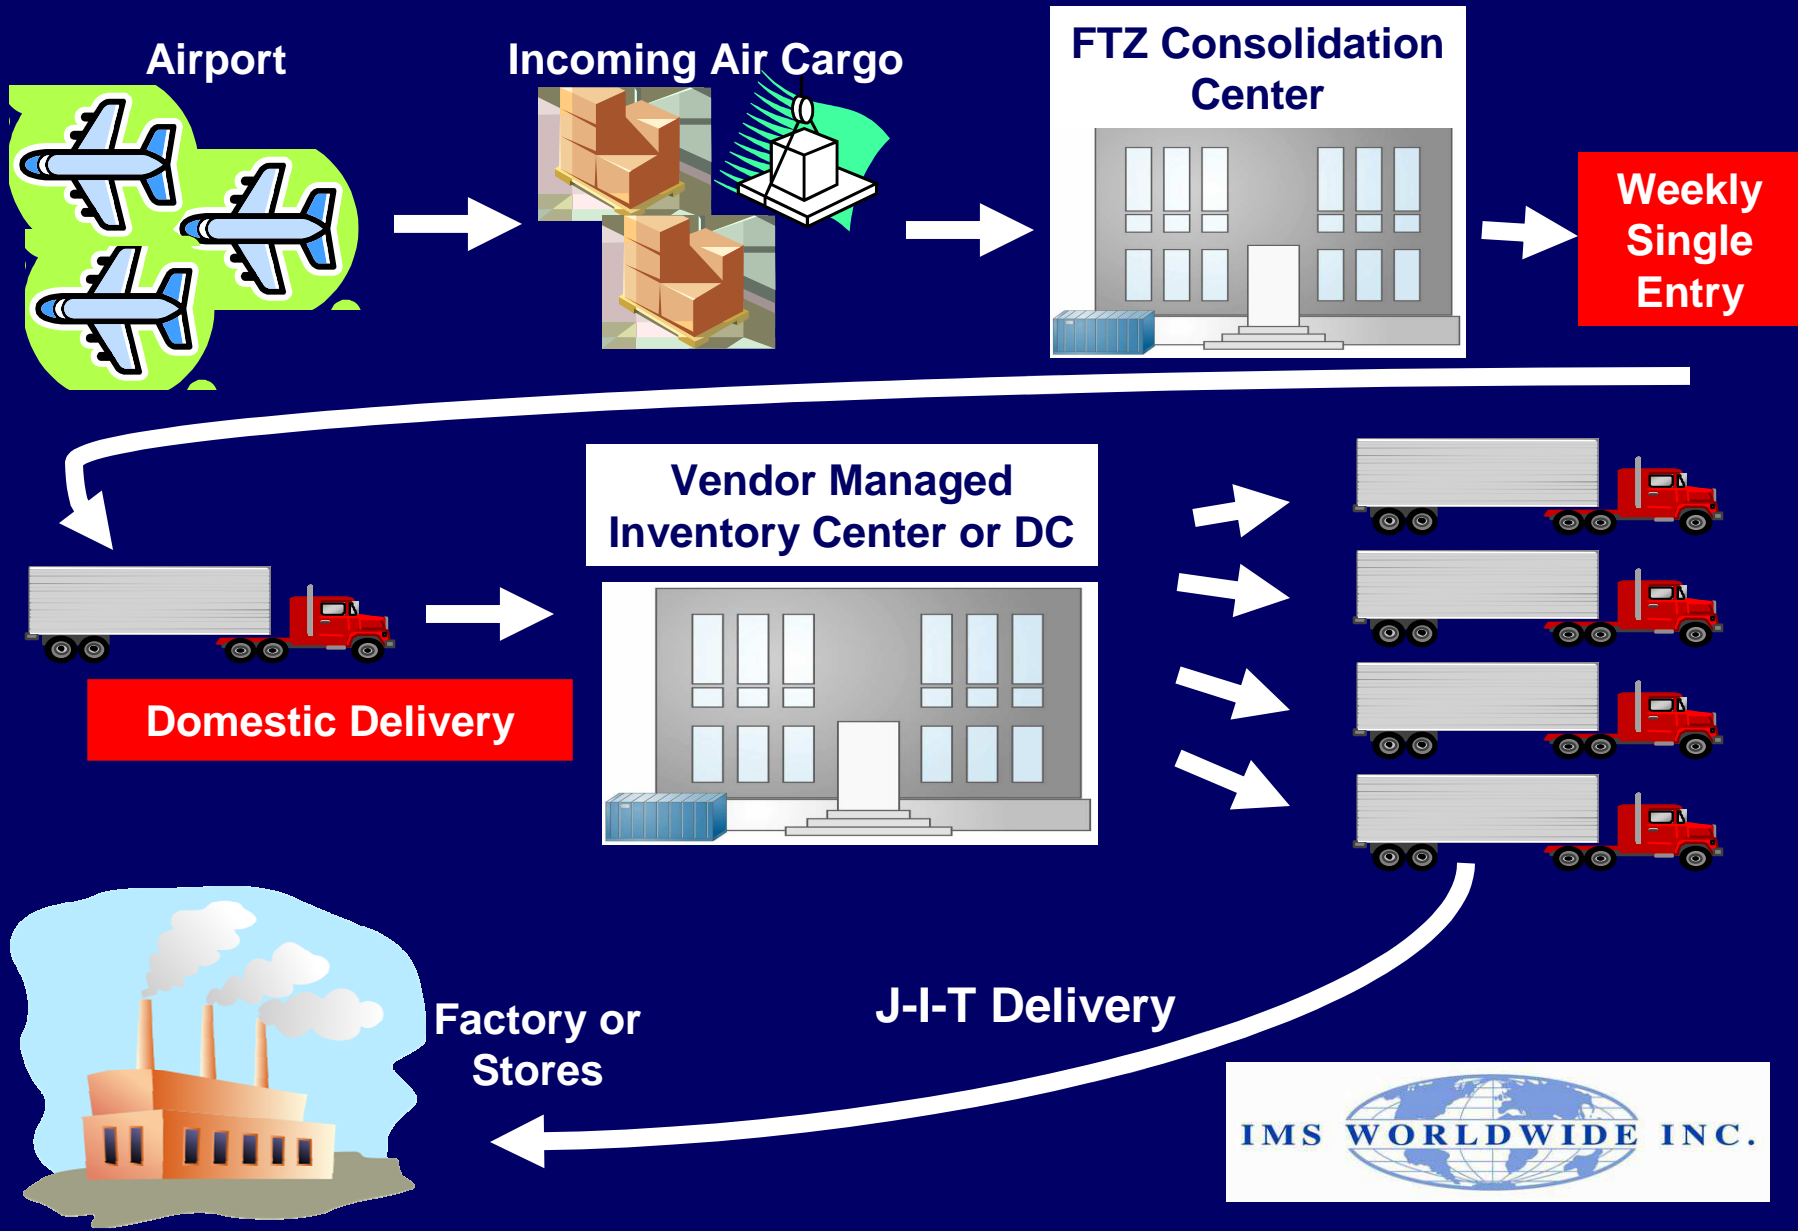 Airport
Incoming Air Cargo
FTZ Consolidation
Center
Weekly
Single
Entry
Vendor Managed
Inventory Center or DC
Domestic Delivery
Factory or
Stores
J-I-T Delivery
IMS WORLDWIDE INC.